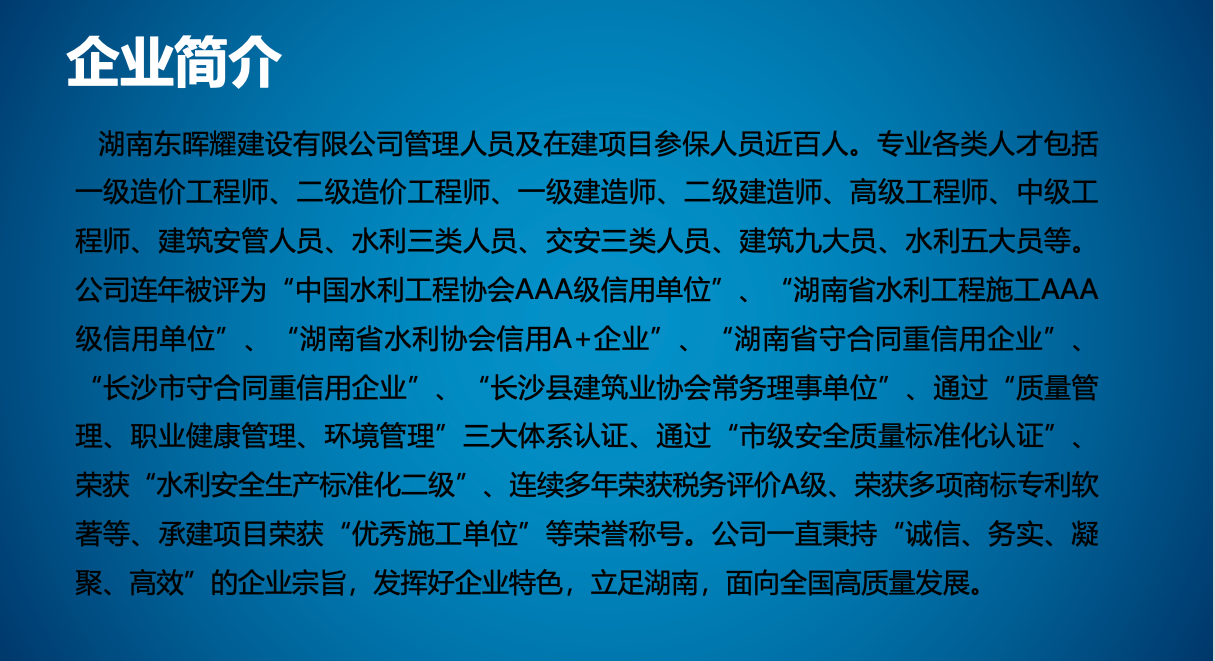 企业简介
湖南东晖耀建设有限公司管理人员及在建项目参保人员近百人。专业各类人才包括
一级造价工程师、二级造价工程师、一级建造师、二级建造师、高级工程师、中级工
程师、建筑安管人员、水利三类人员、交安三类人员、建筑九大员、水利五大员等。
公司连年被评为“中国水利工程协会AAA级信用单位”、“湖南省水利工程施工AAA
级信用单位”、“湖南省水利协会信用A+企业”、“湖南省守合同重信用企业”、
“长沙市守合同重信用企业”、“长沙县建筑业协会常务理事单位”、通过“质量管
理、职业健康管理、环境管理”三大体系认证、通过“市级安全质量标准化认证”、
荣获“水利安全生产标准化二级”、连续多年荣获税务评价A级、荣获多项商标专利软
著等、承建项目荣获“优秀施工单位”等荣誉称号。公司一直秉持“诚信、务实、凝
聚、高效”的企业宗旨，发挥好企业特色，立足湖南，面向全国高质量发展。